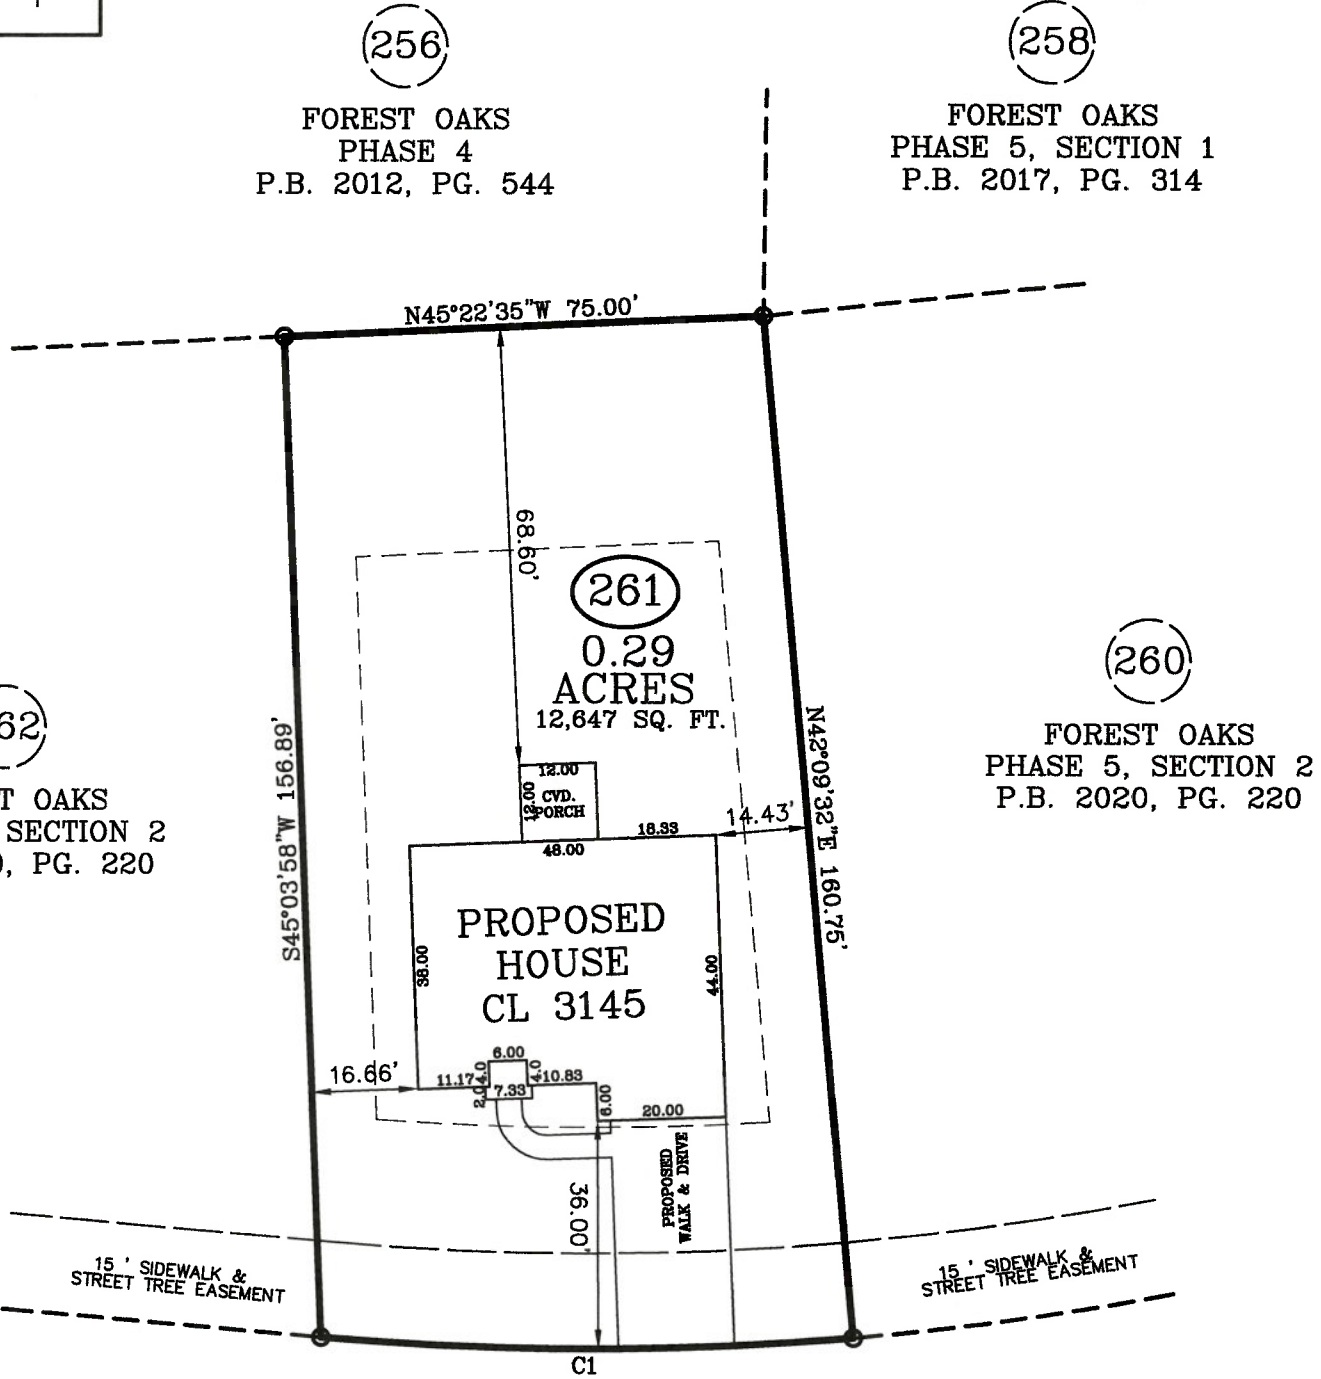 256
FOREST OAKS
PHASE 4
P.B. 2012, PG. 544
258
FOREST OAKS
PHASE 5, SECTION 1
P.B. 2017, PG. 314
N45°22'35"W 75.00'
68.60'
261
0.29
ACRES
12,647 SQ. FT.
260
FOREST OAKS
PHASE 5, SECTION 2
P.B. 2020, PG. 220
62
T OAKS
SECTION 2
, PG. 220
S45°03'58"W 156.89'
N42°09'32"E 160.75'
12.00
12.00
CVD.
PORCH
18.33
14.43'
48.00
PROPOSED
HOUSE
CL 3145
38.00
44.00
16.66'
6.00
11.17
4.0
4.0
10.83
2.0
7.33
6.00
20.00
PROPOSED
WALK & DRIVE
36.00'
15 ' SIDEWALK &
STREET TREE EASEMENT
15 ' SIDEWALK &
STREET TREE EASEMENT
C1